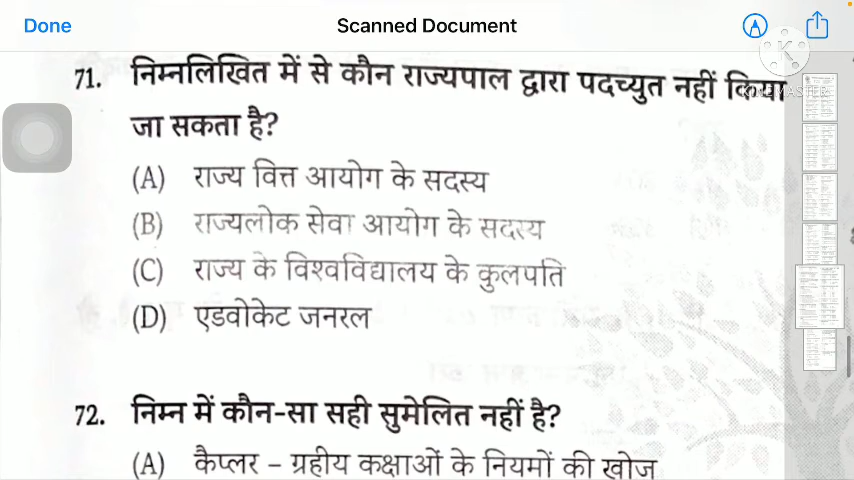 Done
Scanned Document
K
KINEMASTER
71. निम्नलिखित में से कौन राज्यपाल द्वारा पदच्युत नहीं किया
जा सकता है?
(A) राज्य वित्त आयोग के सदस्य
(B) राज्यलोक सेवा आयोग के सदस्य
(C) राज्य के विश्वविद्यालय के कुलपति
(D) एडवोकेट जनरल
72. निम्न में कौन-सा सही सुमेलित नहीं है?
(A) कैप्लर – ग्रहीय कक्षाओं के नियमों की खोज